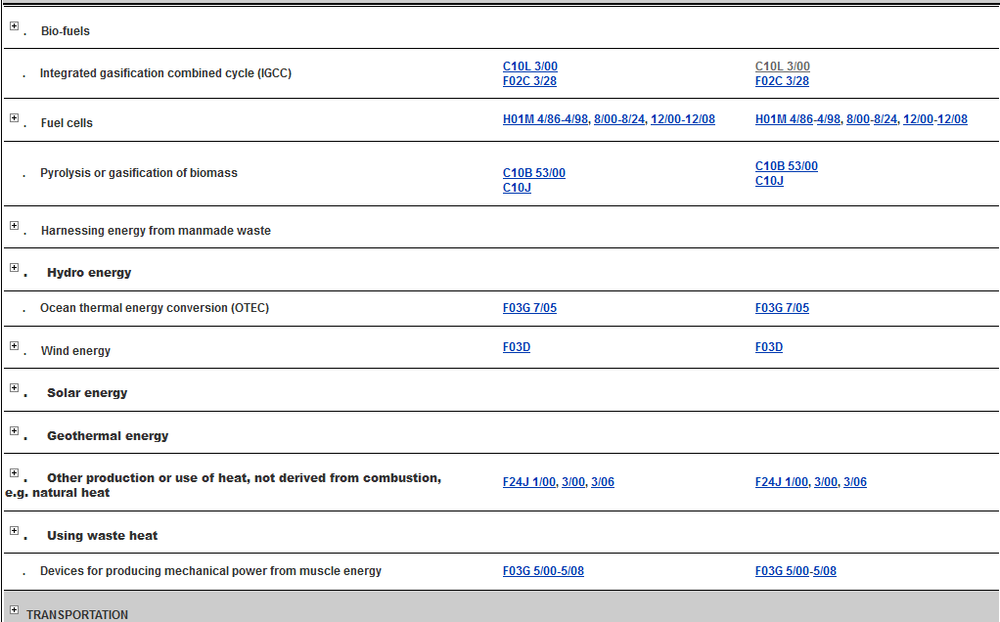 . Bio-fuels
. Integrated gasification combined cycle (IGCC) C10L 3/00 C10L 3/00
F02C 3/28 F02C 3/28
. Fuel cells H01M 4/86-4/98, 8/00-8/24, 12/00-12/08 H01M 4/86-4/98, 8/00-8/24, 12/00-12/08
. Pyrolysis or gasification of biomass C10B 53/00 C10B 53/00
C10J C10J
. Harnessing energy from manmade waste
. Hydro energy
. Ocean thermal energy conversion (OTEC) F03G 7/05 F03G 7/05
. Wind energy F03D F03D
. Solar energy
. Geothermal energy
. Other production or use of heat, not derived from combustion, F24J 1/00, 3/00, 3/06 F24J 1/00, 3/00, 3/06
e.g. natural heat
. Using waste heat
. Devices for producing mechanical power from muscle energy F03G 5/00-5/08 F03G 5/00-5/08
TRANSPORTATION